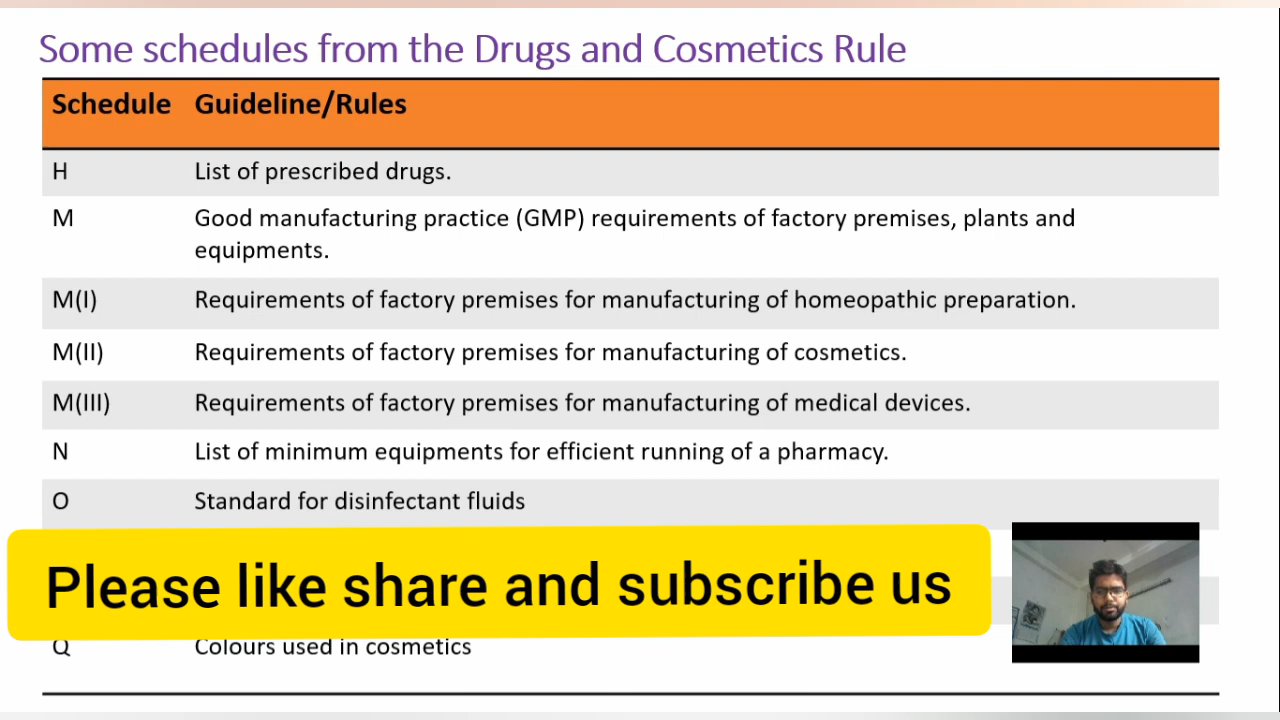 Some schedules from the Drugs and Cosmetics Rule
Schedule Guideline/Rules
H List of prescribed drugs.
M Good manufacturing practice (GMP) requirements of factory premises, plants and
equipments.
M(I) Requirements of factory premises for manufacturing of homeopathic preparation.
M(II) Requirements of factory premises for manufacturing of cosmetics.
M(III) Requirements of factory premises for manufacturing of medical devices.
N List of minimum equipments for efficient running of a pharmacy.
O Standard for disinfectant fluids
Please like share and subscribe us
Q Colours used in cosmetics